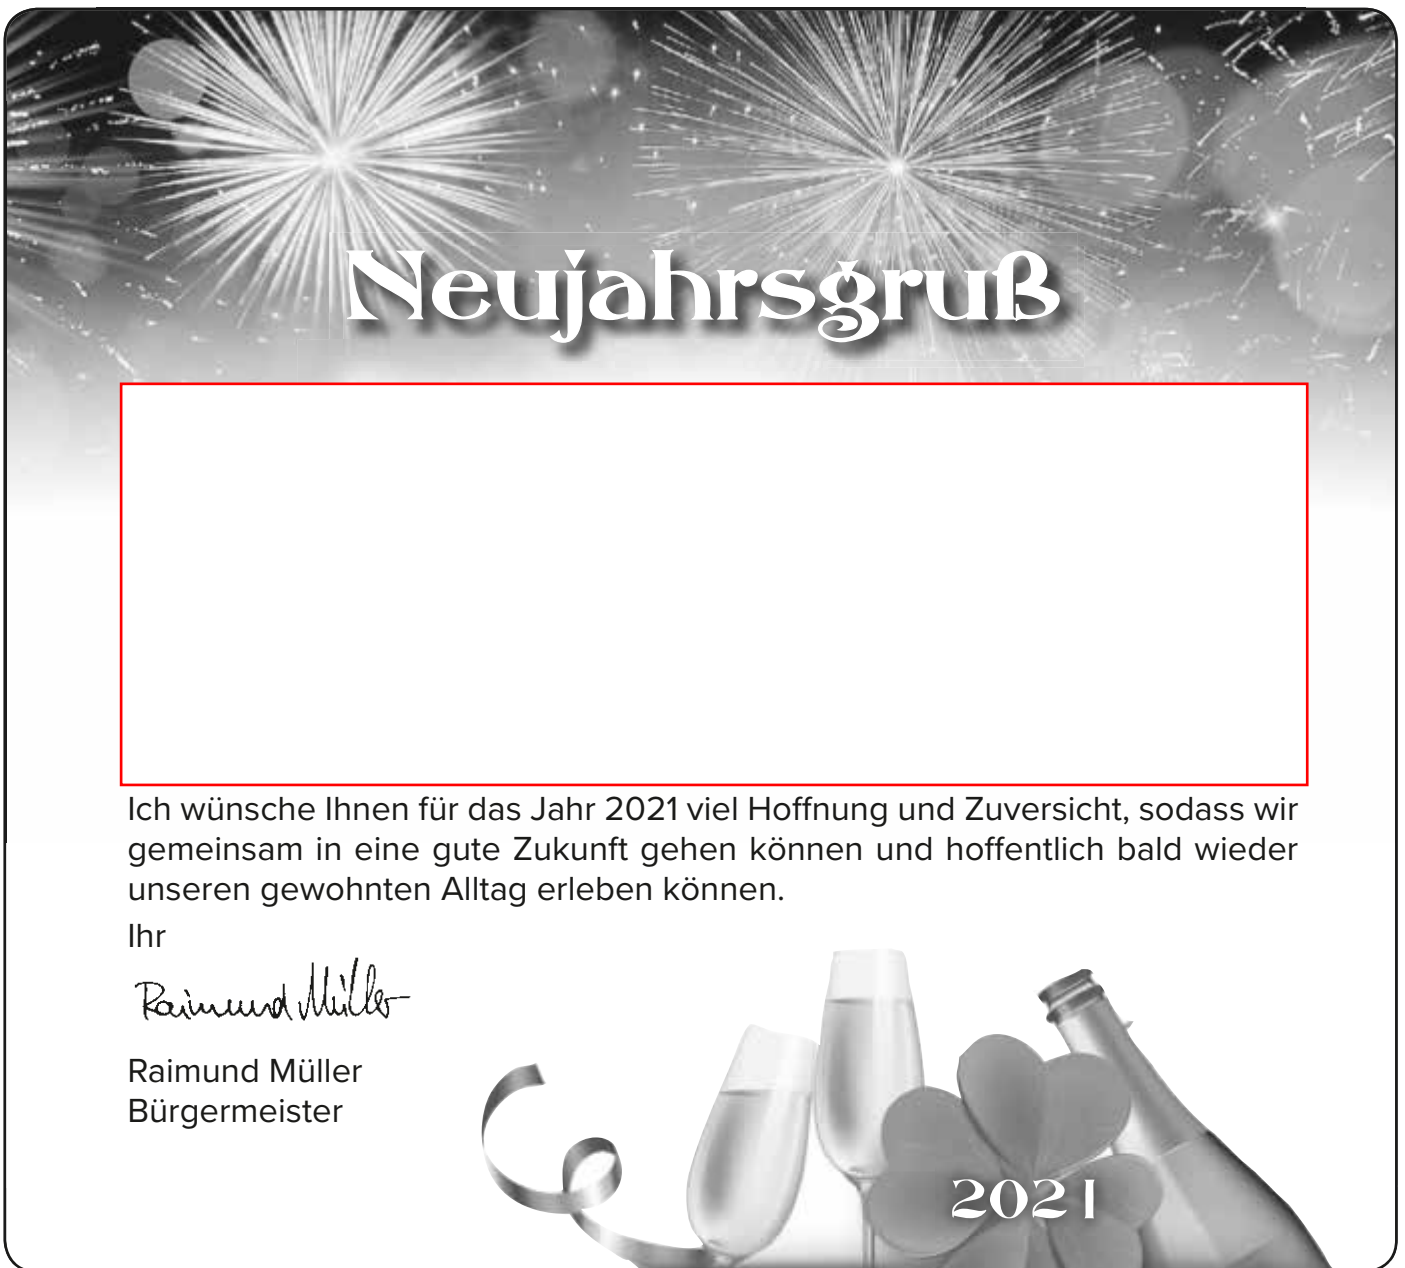 Neujahrsgruß
Ich wünsche Ihnen für das Jahr 2021 viel Hoffnung und Zuversicht, sodass wir
gemeinsam in eine gute Zukunft gehen können und hoffentlich bald wieder
unseren gewohnten Alltag erleben können.
Ihr
Raimund Müller
Raimund Müller
Bürgermeister
2021